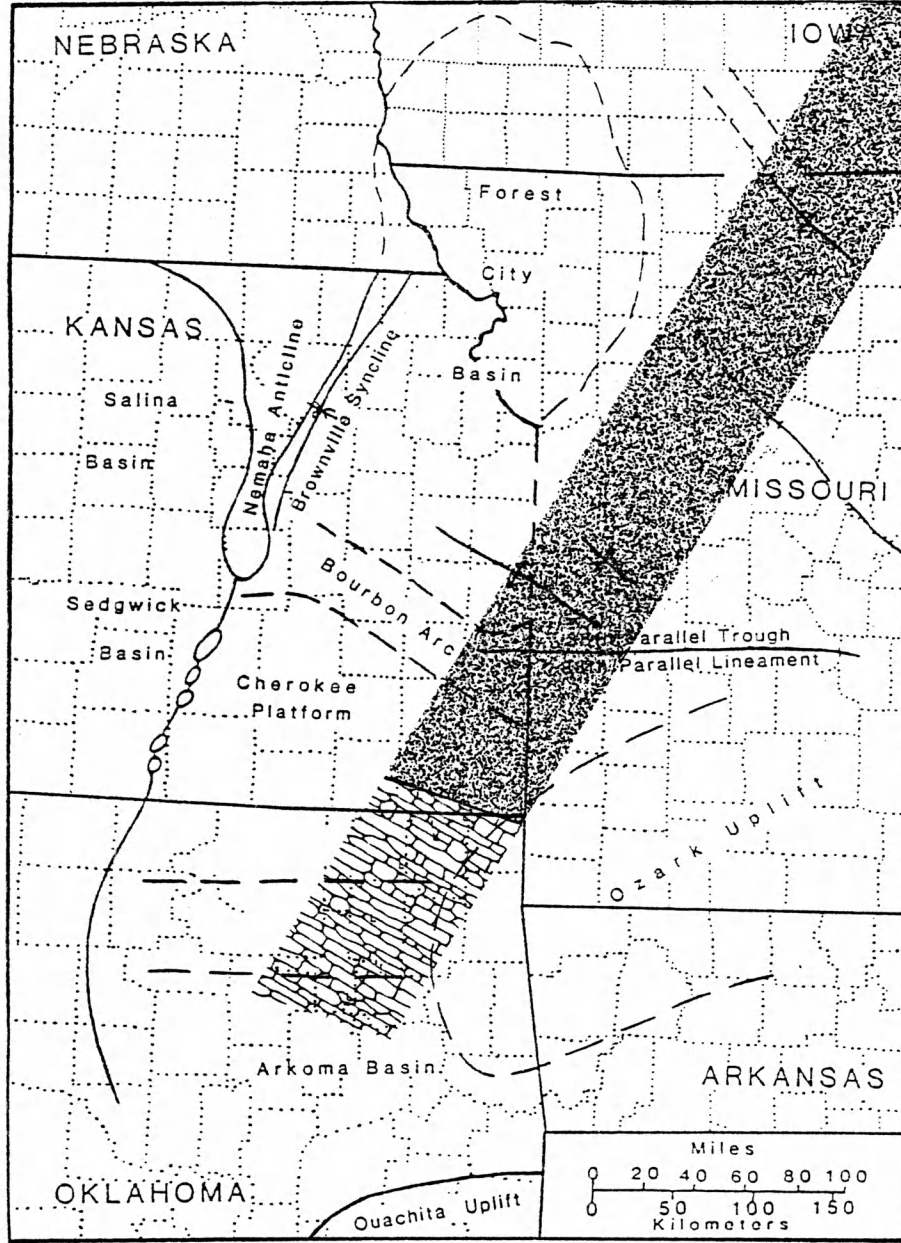 NEBRASKA
IOWA
Forest
City
Basin
KANSAS
Nemaha Anticline
Brownville Syncline
Salina
Basin
MISSOURI
Bourbon Arc
Sedgwick
Basin
Parallel Trough
Parallel Lineament
Cherokee
Platform
Ozark Uplift
Arkoma Basin
ARKANSAS
OKLAHOMA
Ouachita Uplift
Miles
0 20 40 60 80 100
0 50 100 150
Kilometers